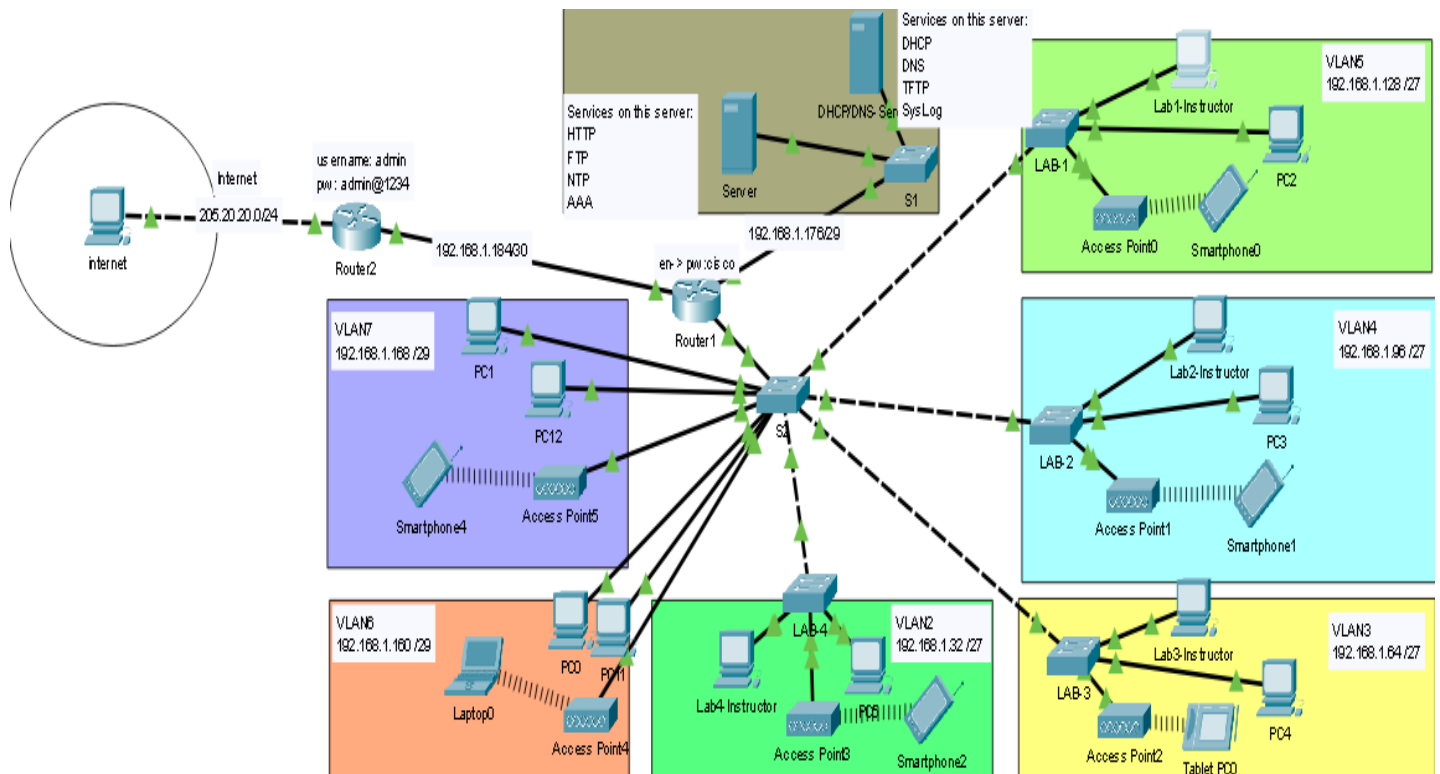 Services on this server:
DHCP
DNS
TFTP
SysLog
DHCP/DNS- Ser
Services on this server:
HTTP
FTP
NTP
AAA
Server
S1
192.168.1.176/29
internet
205.20.20.0/24
internet
username: admin
pw : admin@1234
Router2
192.168.1.184/30
en-> pw:cisco
Router1
S2
VLAN5
192.168.1.128 /27
Lab1-Instructor
LAB-1
PC2
Access Point0
Smartphone0
VLAN7
192.168.1.168 /29
PC1
PC12
Smartphone4
Access Point5
VLAN4
192.168.1.96 /27
Lab2-Instructor
LAB-2
PC3
Access Point1
Smartphone1
VLAN6
192.168.1.160 /29
PC0
PC11
Laptop0
Access Point4
VLAN2
192.168.1.32 /27
LAB-4
Lab4-Instructor
PC5
Access Point3
Smartphone2
VLAN3
192.168.1.64 /27
Lab3-Instructor
LAB-3
PC4
Access Point2
Tablet PC0